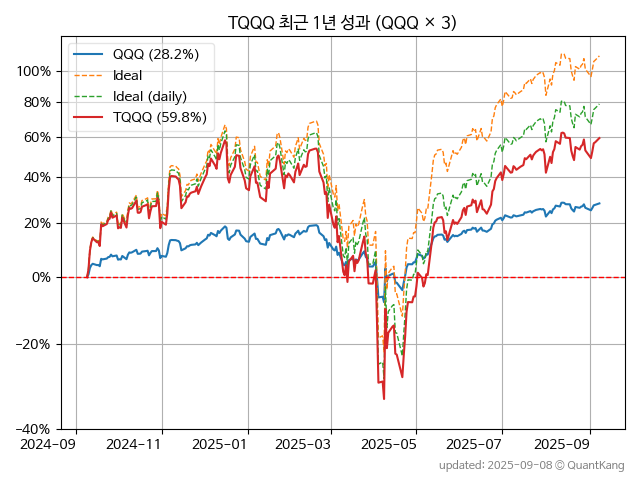 TQQQ 최근 1년 성과 (QQQ × 3)
QQQ (28.2%)
Ideal
Ideal (daily)
TQQQ (59.8%)
100%
80%
60%
40%
20%
0%
-20%
-40%
2024-09 2024-11 2025-01 2025-03 2025-05 2025-07 2025-09
updated: 2025-09-08 © QuantKang